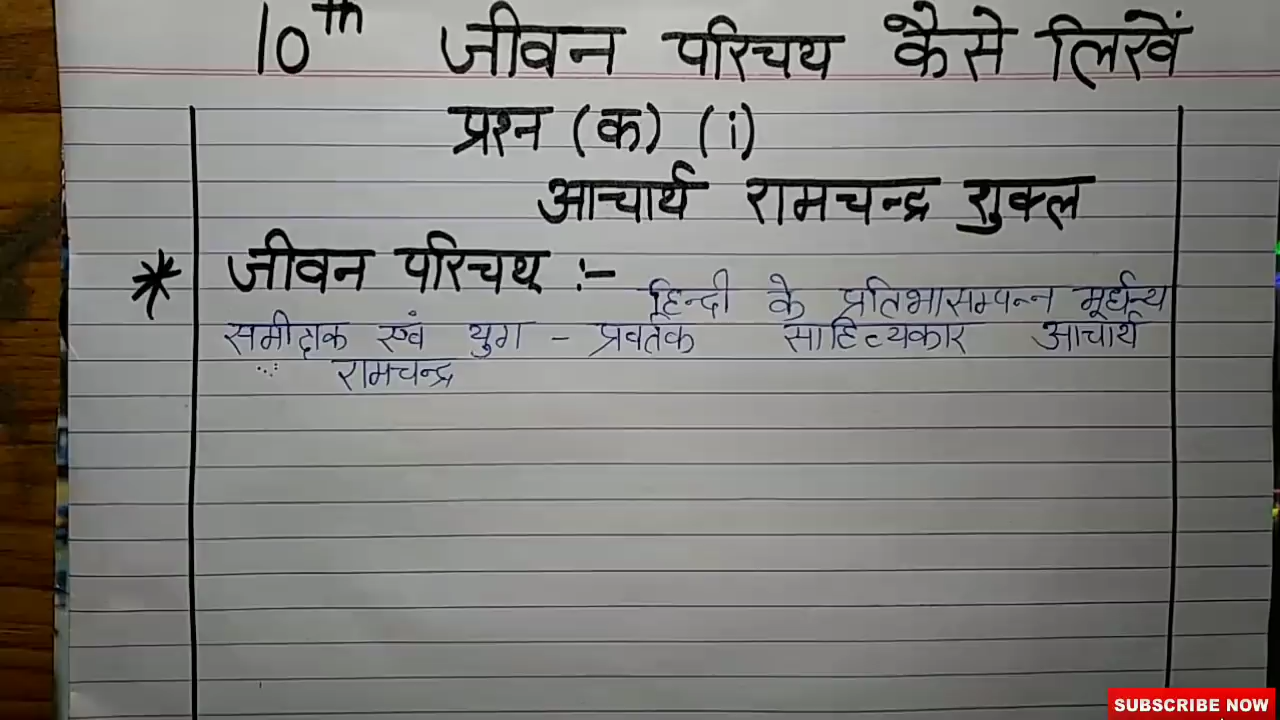 10th जीवन परिचय कैसे लिखें
प्रश्न (क) (i)
आचार्य रामचन्द्र शुक्ल
* जीवन परिचय :-
हिन्दी के प्रतिभासम्पन्न मूर्धन्य
समीक्षक एवं युग - प्रवर्तक साहित्यकार आचार्य
रामचन्द्र
SUBSCRIBE NOW